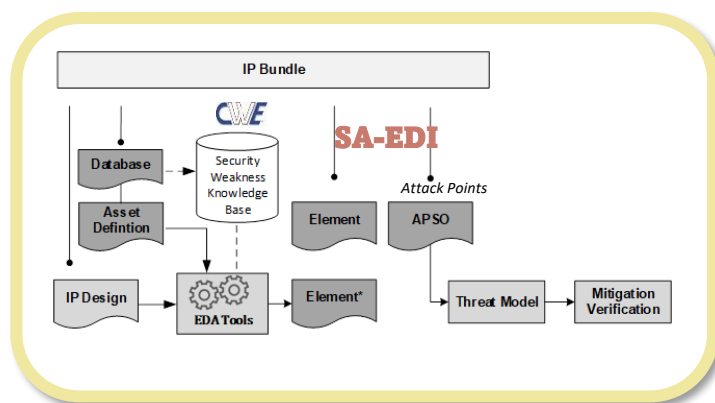 IP Bundle
CWE
SA-EDI
Database
Security
Weakness
Knowledge
Base
Attack Points
Asset
Defintion
Element
APSO
IP Design
EDA Tools
Element*
Threat Model
Mitigation
Verification